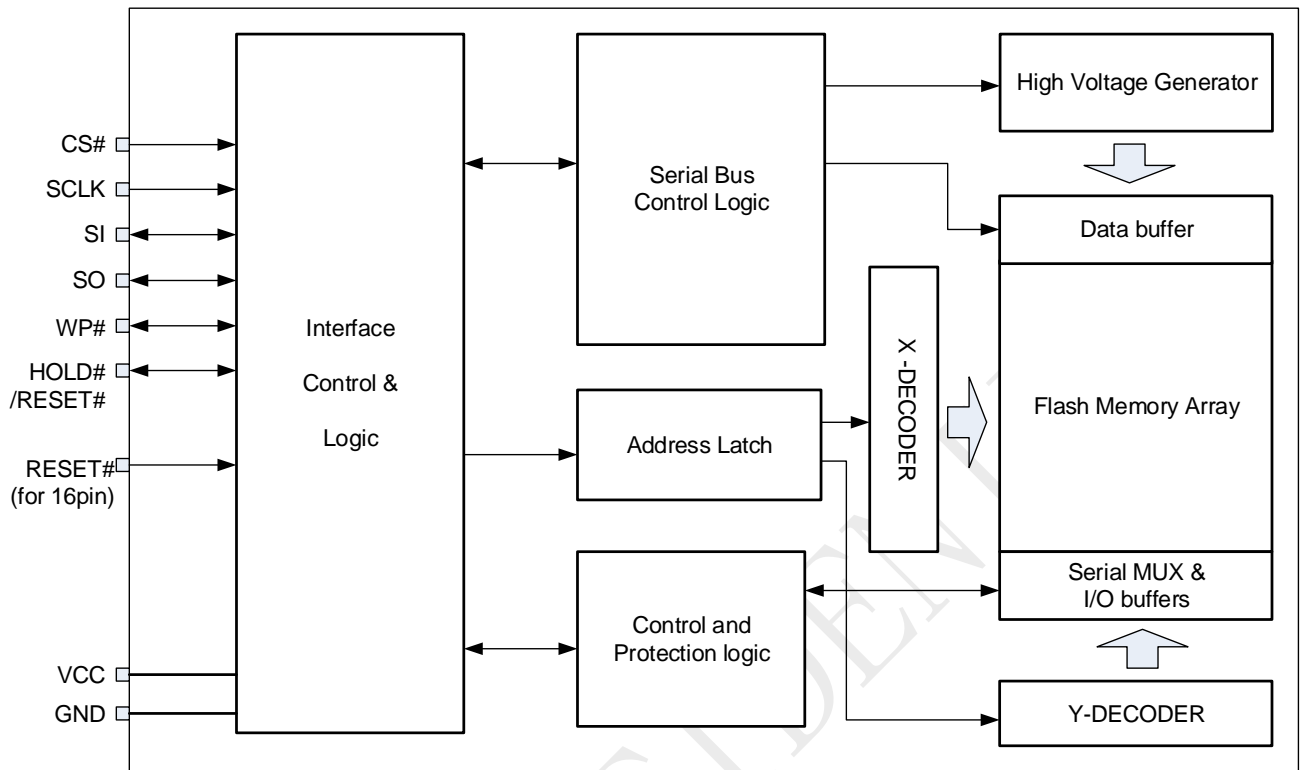 CS#
SCLK
SI
SO
WP#
HOLD#
/RESET#
RESET#
(for 16pin)
VCC
GND
Interface
Control &
Logic
Serial Bus
Control Logic
Address Latch
Control and
Protection logic
X -DECODER
High Voltage Generator
Data buffer
Flash Memory Array
Serial MUX &
I/O buffers
Y-DECODER